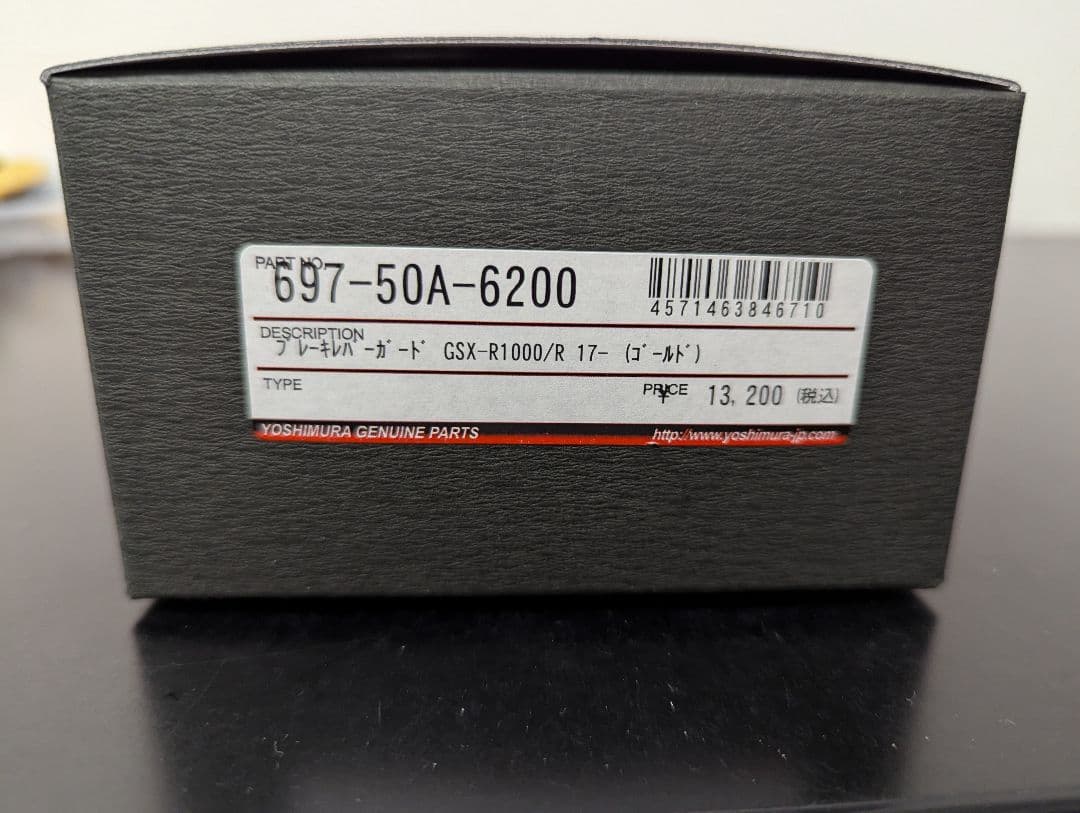 PART NO.
697-50A-6200
4571463846710
DESCRIPTION
ﾌﾞﾚｰｷﾚﾊﾞｰｶﾞｰﾄﾞ GSX-R1000/R 17- (ｺﾞｰﾙﾄﾞ)
TYPE
PRICE ¥ 13,200 (税込)
YOSHIMURA GENUINE PARTS http://www.yoshimura-jp.com